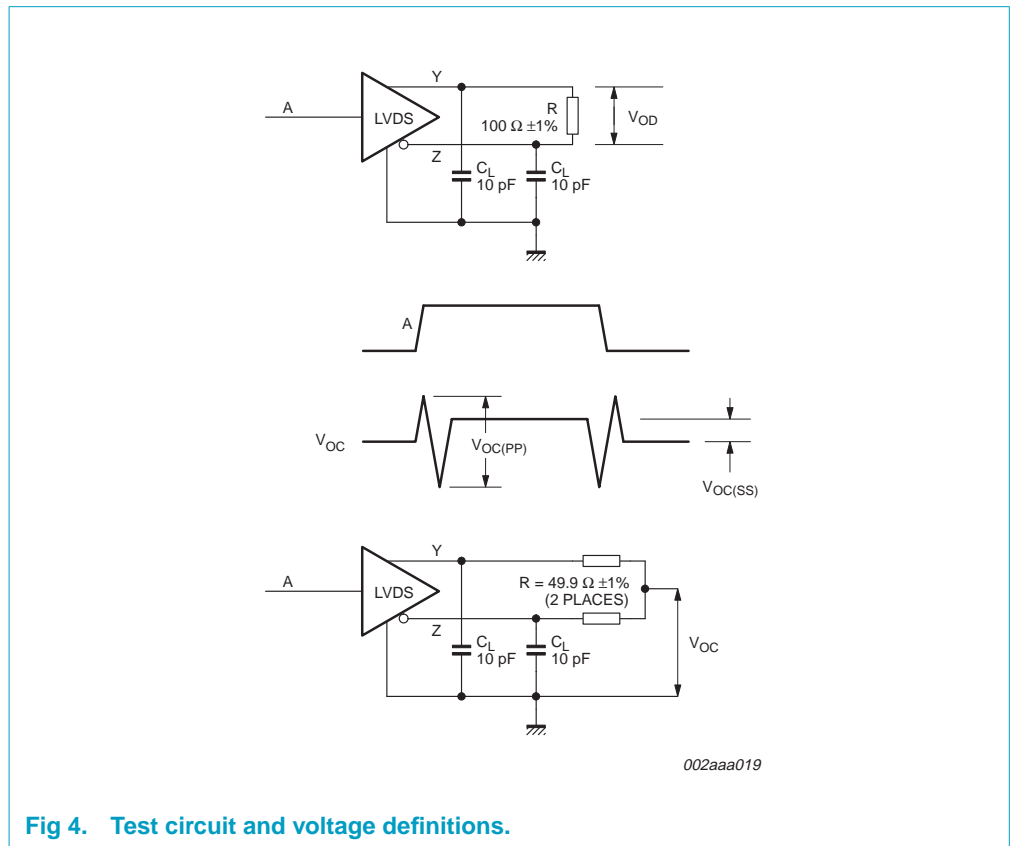 Y
A
LVDS
R
100 Ω ±1%
VOD
Z
CL
10 pF
CL
10 pF
A
VOC
VOC(PP)
VOC(SS)
Y
A
LVDS
R = 49.9 Ω ±1%
(2 PLACES)
Z
CL
10 pF
CL
10 pF
VOC
002aaa019
Fig 4. Test circuit and voltage definitions.